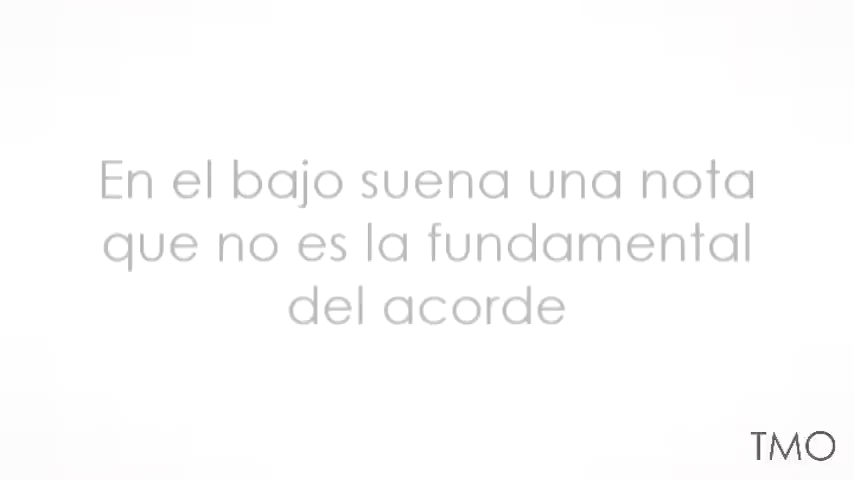 En el bajo suena una nota
que no es la fundamental
del acorde
TMO